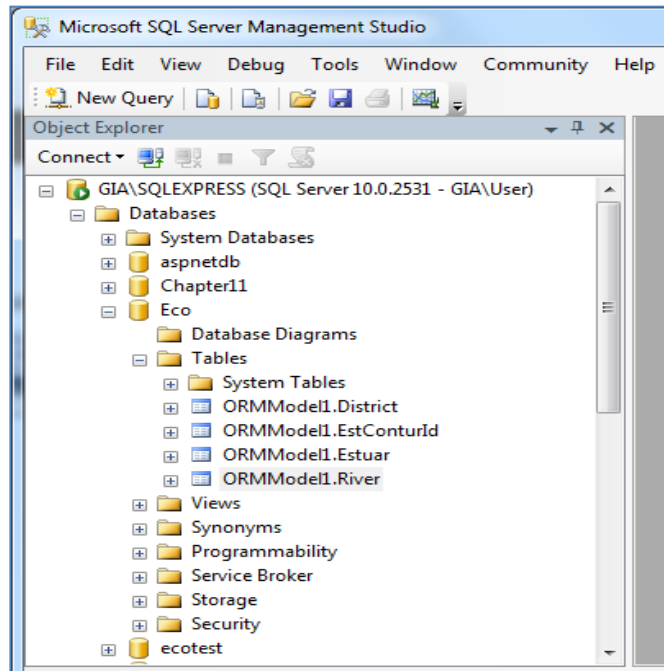 Microsoft SQL Server Management Studio
File Edit View Debug Tools Window Community Help
New Query
Object Explorer
Connect
GIA\SQLEXPRESS (SQL Server 10.0.2531 - GIA\User)
Databases
System Databases
aspnetdb
Chapter11
Eco
Database Diagrams
Tables
System Tables
ORMModel1.District
ORMModel1.EstConturId
ORMModel1.Estuar
ORMModel1.River
Views
Synonyms
Programmability
Service Broker
Storage
Security
ecotest